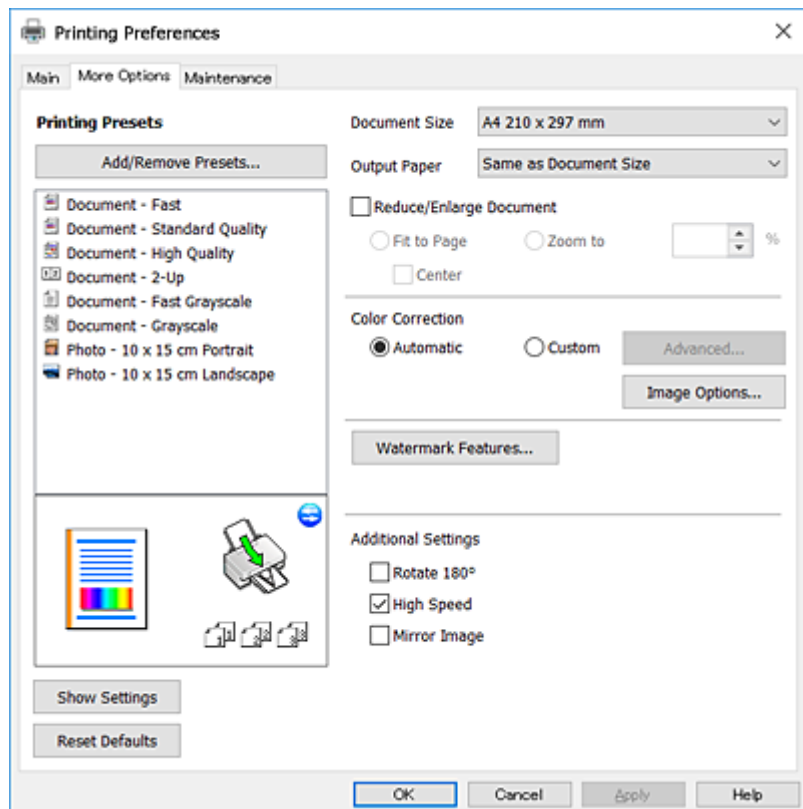 Printing Preferences
Main More Options Maintenance
Printing Presets
Add/Remove Presets...
Document - Fast
Document - Standard Quality
Document - High Quality
Document - 2-Up
Document - Fast Grayscale
Document - Grayscale
Photo - 10 x 15 cm Portrait
Photo - 10 x 15 cm Landscape
Show Settings
Reset Defaults
Document Size A4 210 x 297 mm
Output Paper Same as Document Size
Reduce/Enlarge Document
Fit to Page Zoom to %
Center
Color Correction
Automatic Custom Advanced...
Image Options...
Watermark Features...
Additional Settings
Rotate 180°
High Speed
Mirror Image
OK Cancel Apply Help